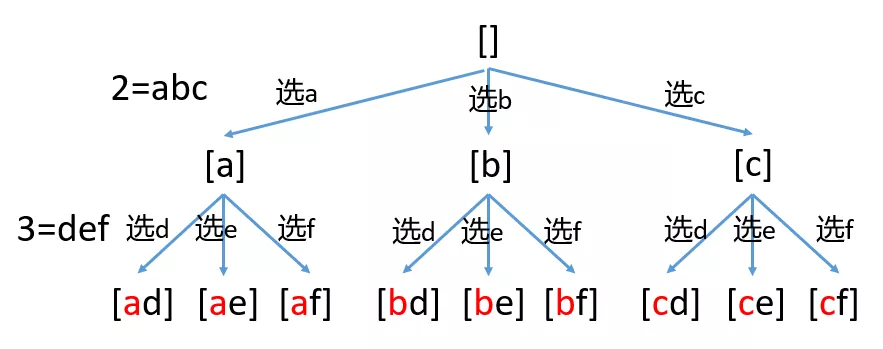 []
2=abc 选a 选b 选c
[a] [b] [c]
3=def 选d 选e 选f 选d 选e 选f 选d 选e 选f
[ad] [ae] [af] [bd] [be] [bf] [cd] [ce] [cf]